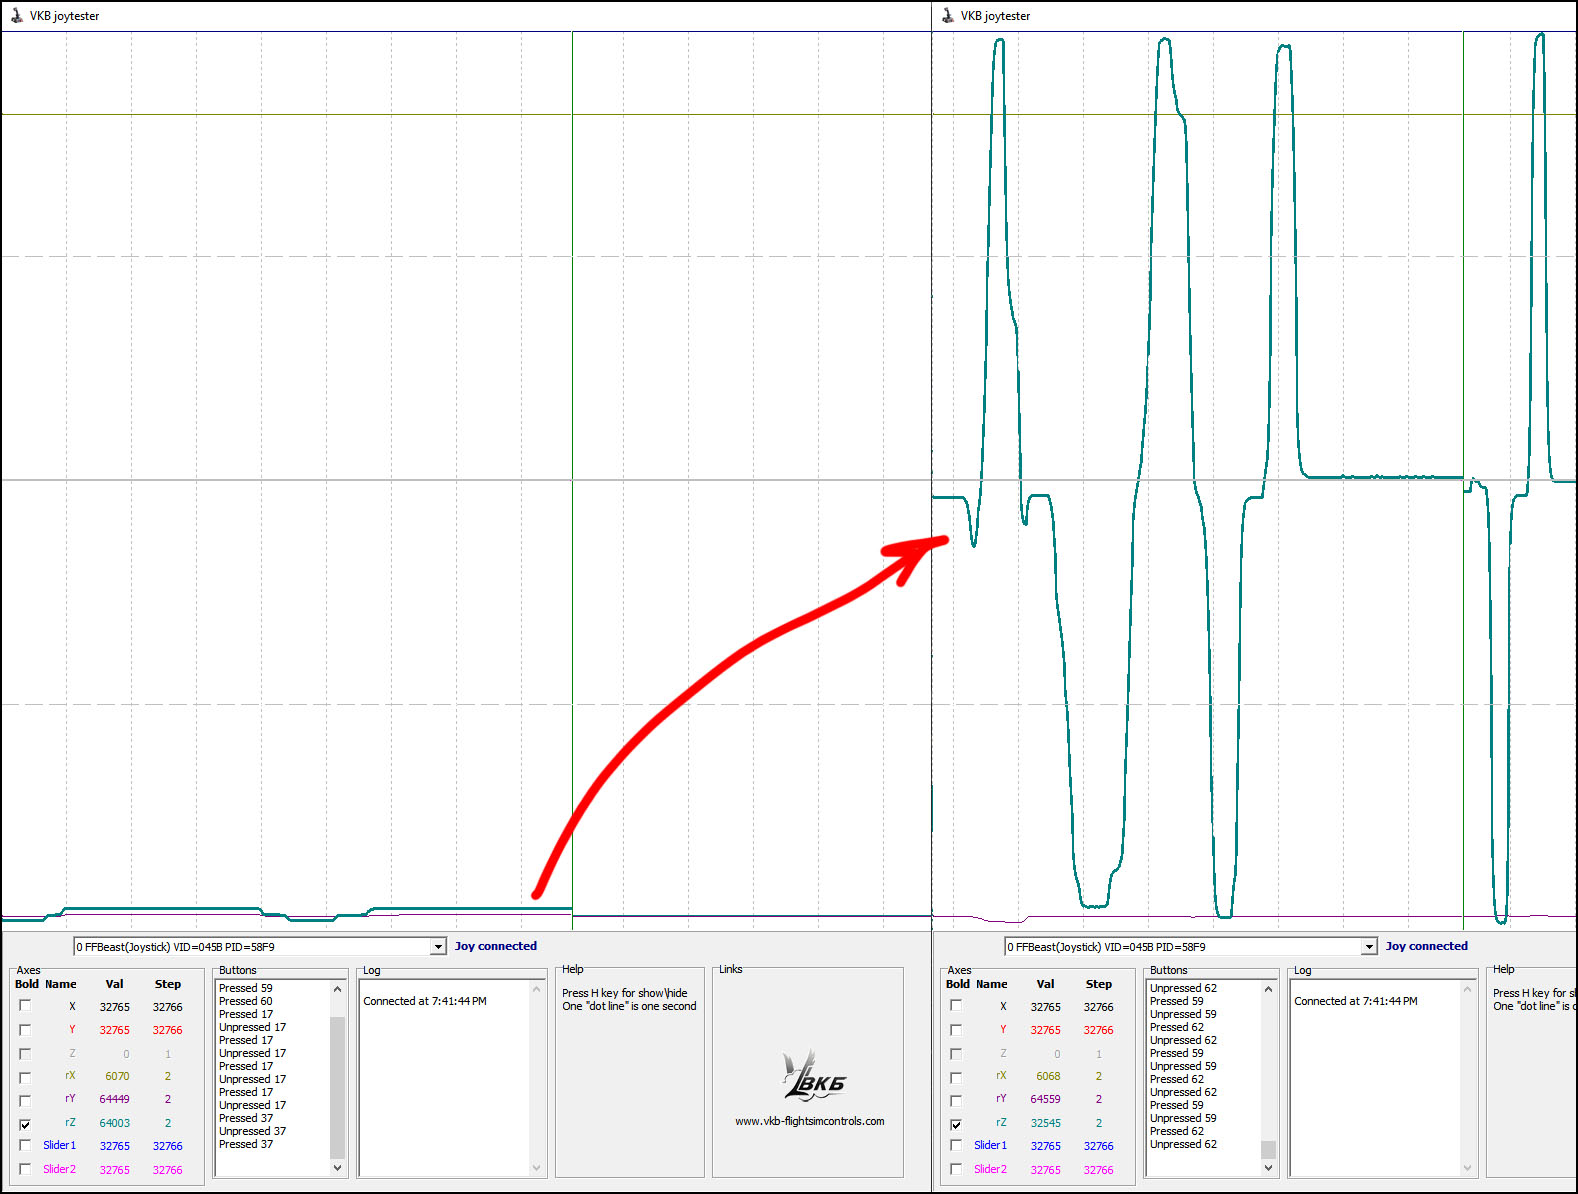 VKB joytester
0 FFBeast(Joystick) VID=045B PID=58F9
Joy connected
Axes
Bold Name Val Step
X 32765 32766
Y 32765 32766
Z 0 1
rX 6070 2
rY 64449 2
rZ 64003 2
Slider1 32765 32766
Slider2 32765 32766
Buttons
Pressed 59
Pressed 60
Pressed 17
Unpressed 17
Pressed 17
Unpressed 17
Pressed 17
Unpressed 17
Pressed 17
Unpressed 17
Pressed 37
Unpressed 37
Pressed 37
Log
Connected at 7:41:44 PM
Help
Press H key for show\hide
One "dot line" is one second
Links
ВКБ
www.vkb-flightsimcontrols.com
VKB joytester
0 FFBeast(Joystick) VID=045B PID=58F9
Joy connected
Axes
Bold Name Val Step
X 32765 32766
Y 32765 32766
Z 0 1
rX 6068 2
rY 64559 2
rZ 32545 2
Slider1 32765 32766
Slider2 32765 32766
Buttons
Unpressed 62
Pressed 59
Unpressed 59
Pressed 62
Unpressed 62
Pressed 59
Unpressed 59
Pressed 62
Unpressed 62
Pressed 59
Unpressed 59
Pressed 62
Unpressed 62
Log
Connected at 7:41:44 PM
Help
Press H key for
One "dot line" is